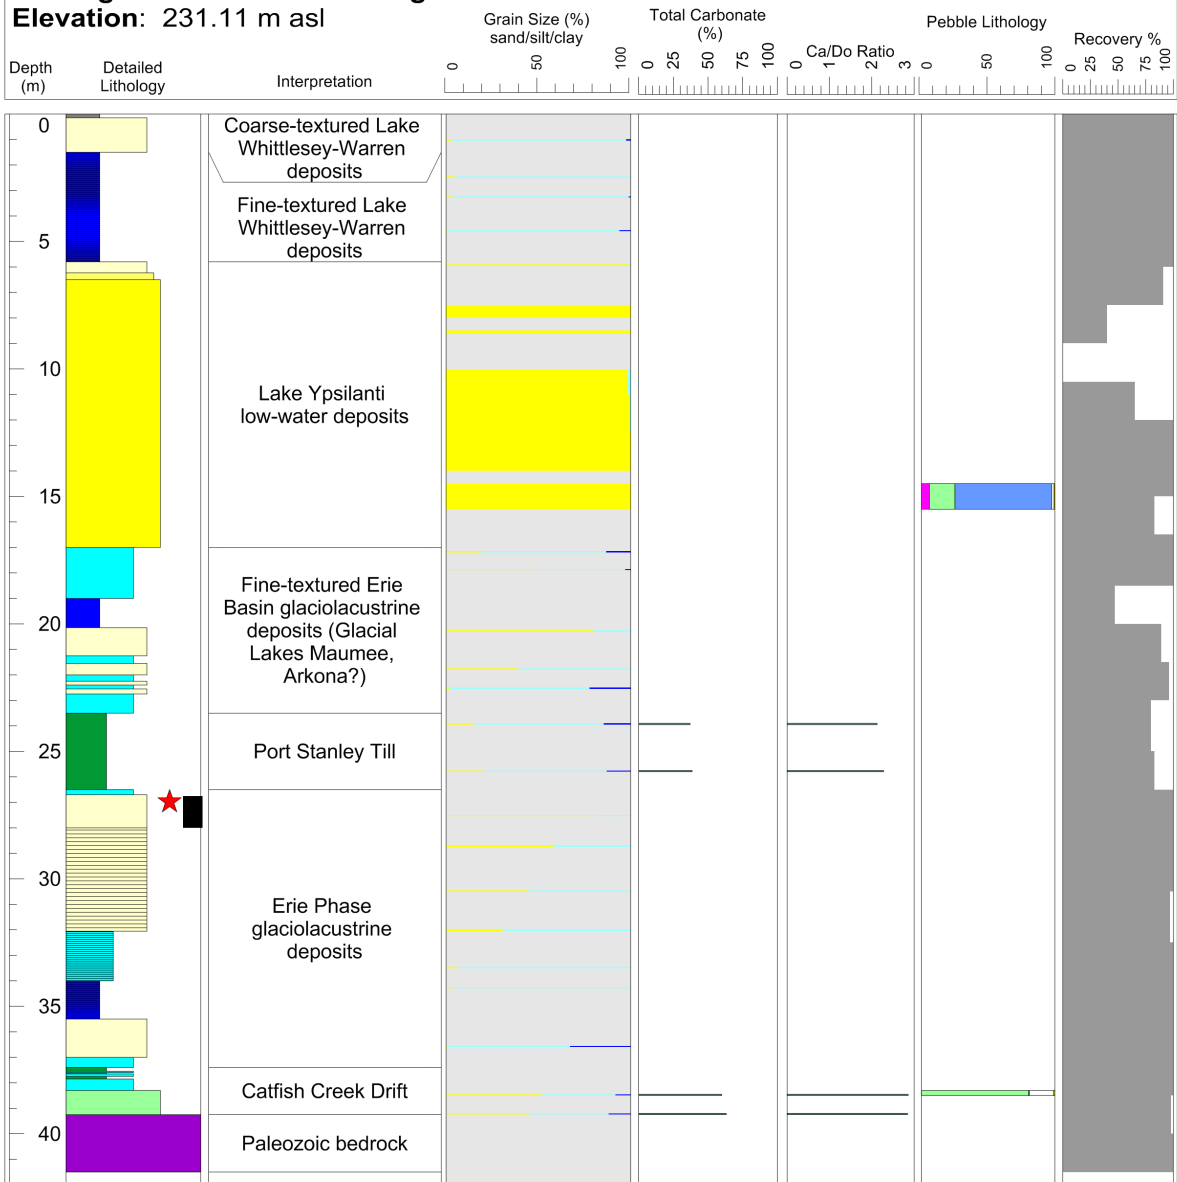 Elevation: 231.11 m asl
Depth
(m)
Detailed
Lithology
Interpretation
Grain Size (%)
sand/silt/clay
0
50
100
Total Carbonate
(%)
0
25
50
75
100
Ca/Do Ratio
0
1
2
3
Pebble Lithology
0
50
100
Recovery %
0
25
50
75
100
0
5
10
15
20
25
30
35
40
Coarse-textured Lake
Whittlesey-Warren
deposits
Fine-textured Lake
Whittlesey-Warren
deposits
Lake Ypsilanti
low-water deposits
Fine-textured Erie
Basin glaciolacustrine
deposits (Glacial
Lakes Maumee,
Arkona?)
Port Stanley Till
Erie Phase
glaciolacustrine
deposits
Catfish Creek Drift
Paleozoic bedrock